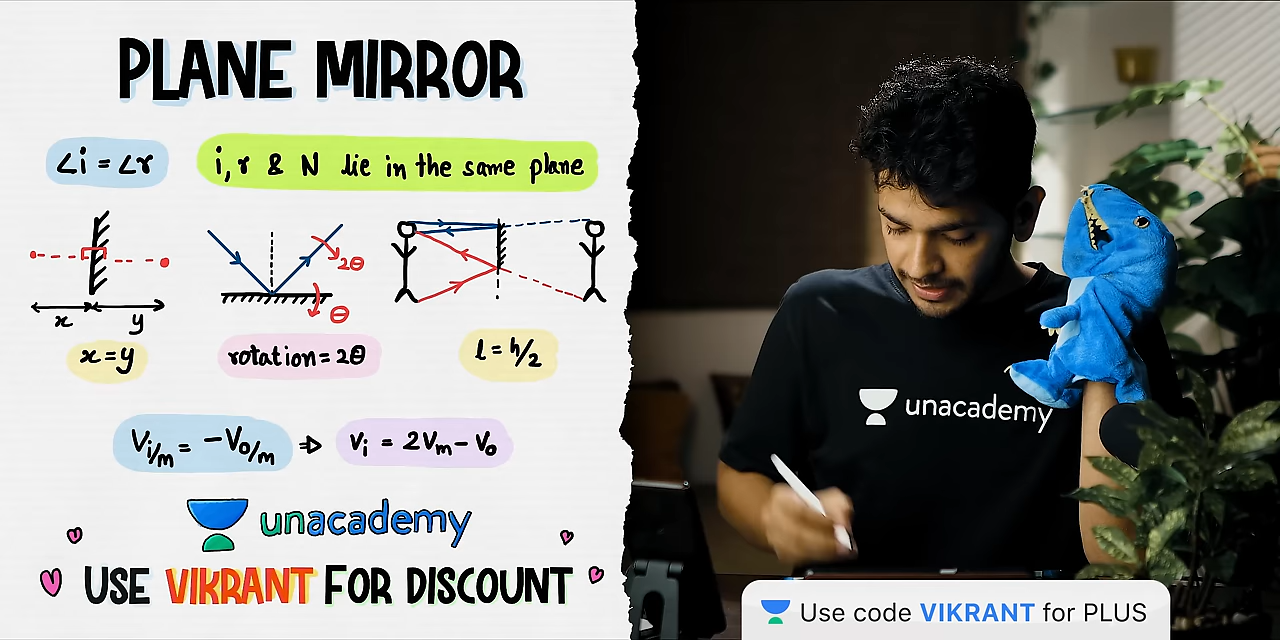 PLANE MIRROR
∠i = ∠r
i, r & N lie in the same plane
2θ
θ
x
y
x = y
rotation = 2θ
l = h/2
Vi/m = -Vo/m ⇒ Vi = 2Vm - Vo
unacademy
USE VIKRANT FOR DISCOUNT
unacademy
Use code VIKRANT for PLUS